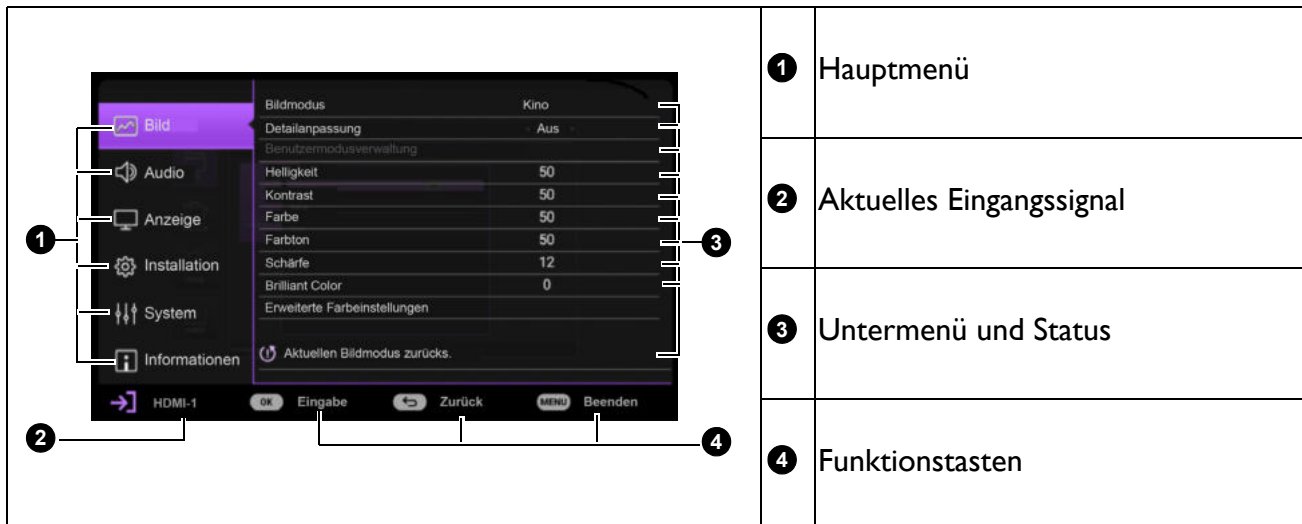 Bildmodus Kino
Bild
Detailanpassung Aus
Benutzermodusverwaltung
Audio
Helligkeit 50
Kontrast 50
Anzeige
Farbe 50
Farbton 50
Installation
Schärfe 12
Brilliant Color 0
System
Erweiterte Farbeinstellungen
Informationen
Aktuellen Bildmodus zurücks.
HDMI-1 OK Eingabe Zurück MENU Beenden
1
3
2
4
1 Hauptmenü
2 Aktuelles Eingangssignal
3 Untermenü und Status
4 Funktionstasten